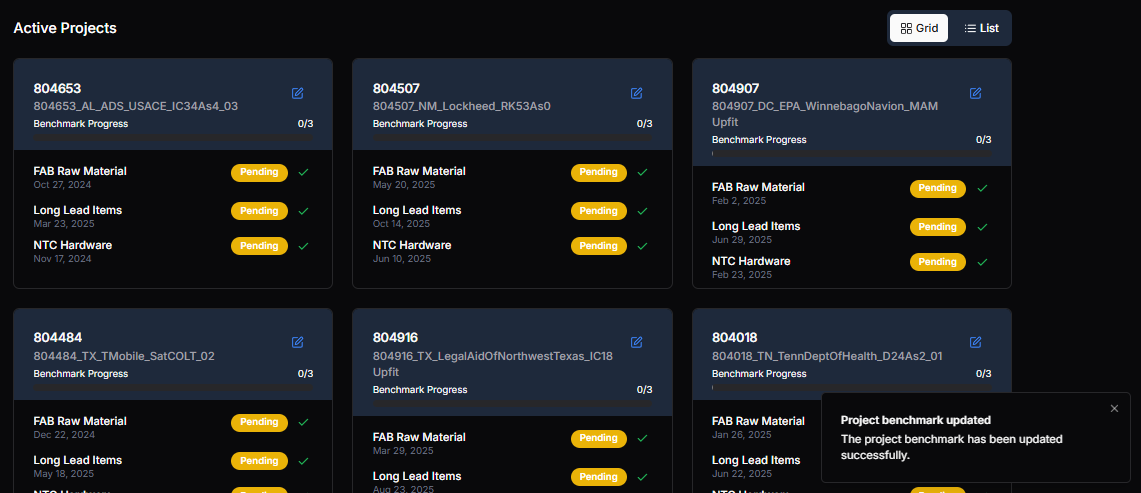 Active Projects
Grid
List
804653
804653_AL_ADS_USACE_IC34As4_03
Benchmark Progress 0/3
FAB Raw Material Pending
Oct 27, 2024
Long Lead Items Pending
Mar 23, 2025
NTC Hardware Pending
Nov 17, 2024
804507
804507_NM_Lockheed_RK53As0
Benchmark Progress 0/3
FAB Raw Material Pending
May 20, 2025
Long Lead Items Pending
Oct 14, 2025
NTC Hardware Pending
Jun 10, 2025
804907
804907_DC_EPA_WinnebagoNavion_MAM
Upfit
Benchmark Progress 0/3
FAB Raw Material Pending
Feb 2, 2025
Long Lead Items Pending
Jun 29, 2025
NTC Hardware Pending
Feb 23, 2025
804484
804484_TX_TMobile_SatCOLT_02
Benchmark Progress 0/3
FAB Raw Material Pending
Dec 22, 2024
Long Lead Items Pending
May 18, 2025
NTC Hardware Pending
804916
804916_TX_LegalAidOfNorthwestTexas_IC18
Upfit
Benchmark Progress 0/3
FAB Raw Material Pending
Mar 29, 2025
Long Lead Items Pending
Aug 23, 2025
804018
804018_TN_TennDeptOfHealth_D24As2_01
Benchmark Progress 0/3
FAB Raw Material
Jan 26, 2025
Long Lead Items
Jun 22, 2025
NTC Hardware Pending
Project benchmark updated
The project benchmark has been updated
successfully.